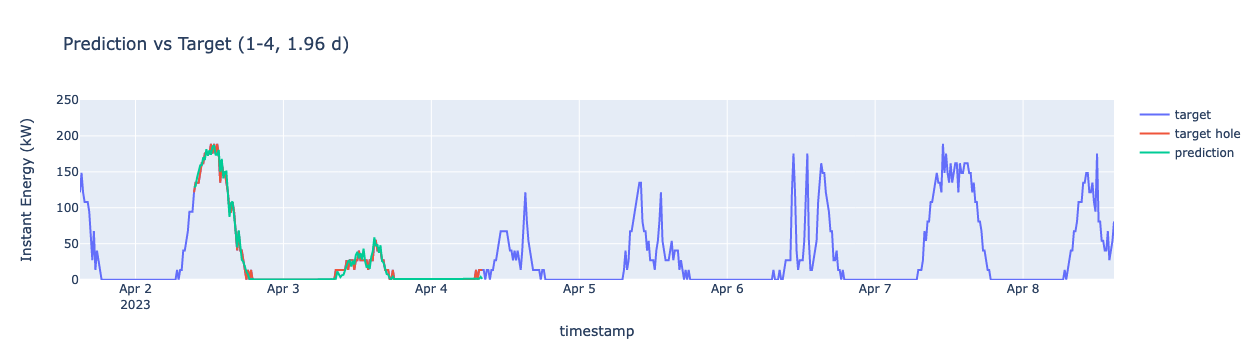 Prediction vs Target (1-4, 1.96 d)
250
200
150
100
50
0
Instant Energy (kW)
Apr 2
2023
Apr 3
Apr 4
Apr 5
Apr 6
Apr 7
Apr 8
timestamp
target
target hole
prediction